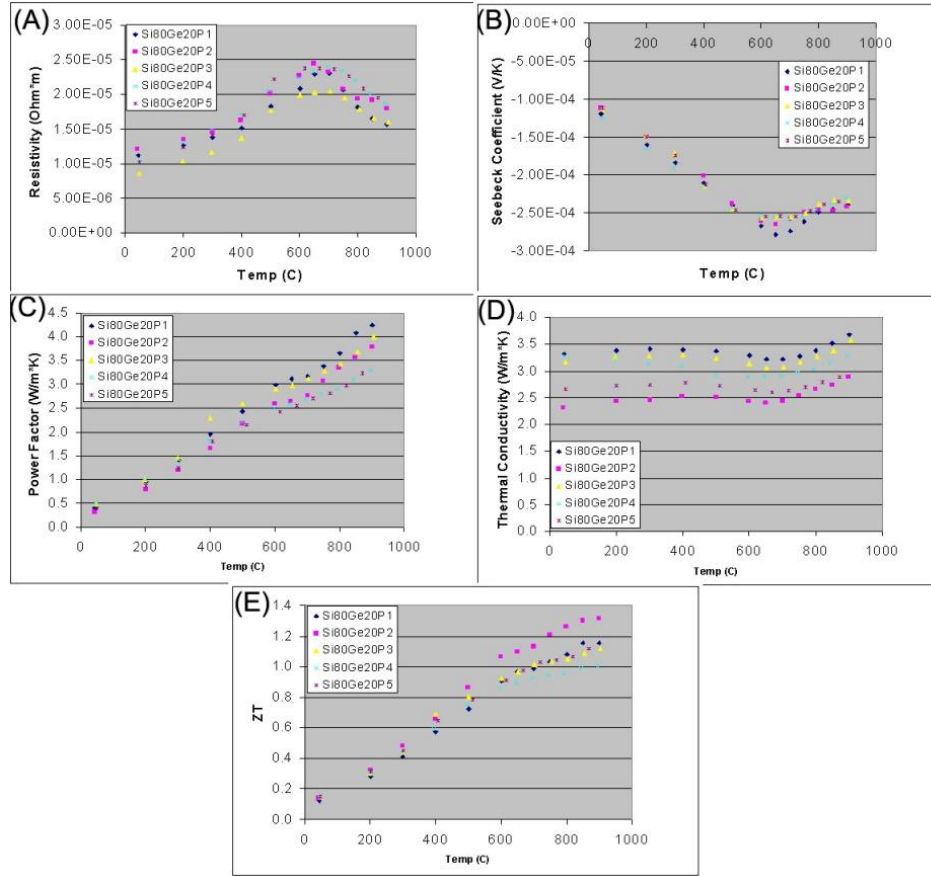 (A)
3.00E-05
2.50E-05
2.00E-05
1.50E-05
1.00E-05
5.00E-06
0.00E+00
Resistivity (Ohm*m)
Si80Ge20P1
Si80Ge20P2
Si80Ge20P3
Si80Ge20P4
Si80Ge20P5
0 200 400 600 800 1000
Temp (C)
(B)
0.00E+00
-5.00E-05
-1.00E-04
-1.50E-04
-2.00E-04
-2.50E-04
-3.00E-04
Seebeck Coefficient (V/K)
0 200 400 600 800 1000
Si80Ge20P1
Si80Ge20P2
Si80Ge20P3
Si80Ge20P4
Si80Ge20P5
Temp (C)
(C)
4.5
4.0
3.5
3.0
2.5
2.0
1.5
1.0
0.5
0.0
Power Factor (W/m*K)
Si80Ge20P1
Si80Ge20P2
Si80Ge20P3
Si80Ge20P4
Si80Ge20P5
0 200 400 600 800 1000
Temp (C)
(D)
4.0
3.5
3.0
2.5
2.0
1.5
1.0
0.5
0.0
Thermal Conductivity (W/m*K)
Si80Ge20P1
Si80Ge20P2
Si80Ge20P3
Si80Ge20P4
Si80Ge20P5
0 200 400 600 800 1000
Temp (C)
(E)
1.4
1.2
1.0
0.8
0.6
0.4
0.2
0.0
ZT
Si80Ge20P1
Si80Ge20P2
Si80Ge20P3
Si80Ge20P4
Si80Ge20P5
0 200 400 600 800 1000
Temp (C)